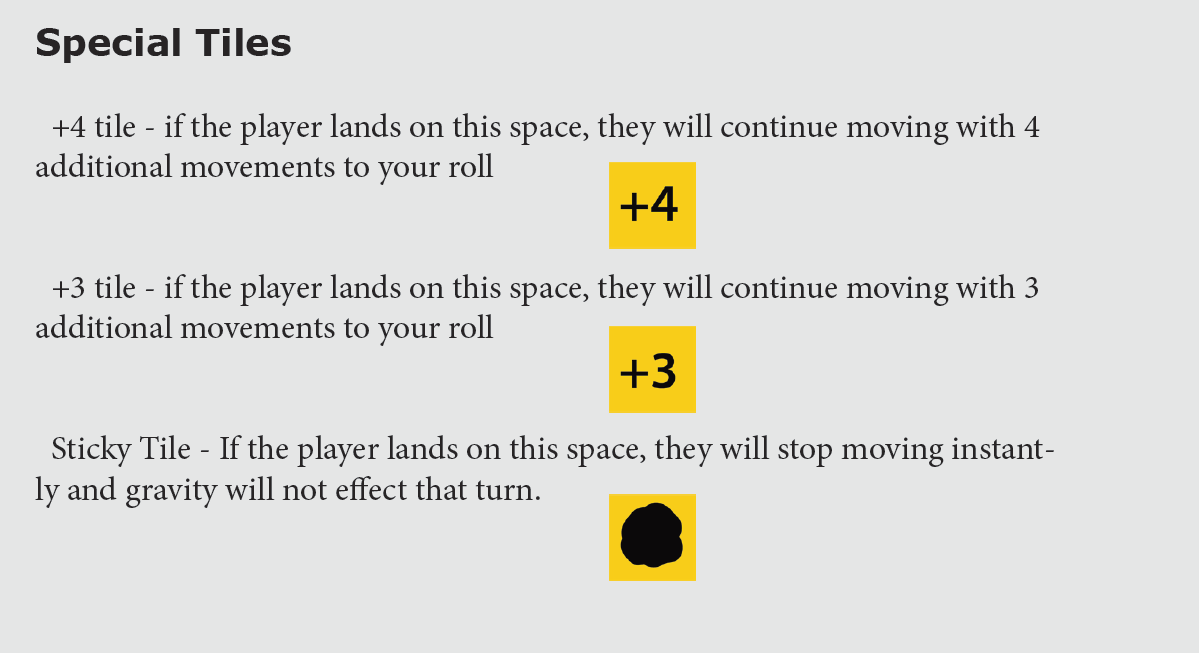 Special Tiles
+4 tile - if the player lands on this space, they will continue moving with 4
additional movements to your roll
+4
+3 tile - if the player lands on this space, they will continue moving with 3
additional movements to your roll
+3
Sticky Tile - If the player lands on this space, they will stop moving instant-
ly and gravity will not effect that turn.